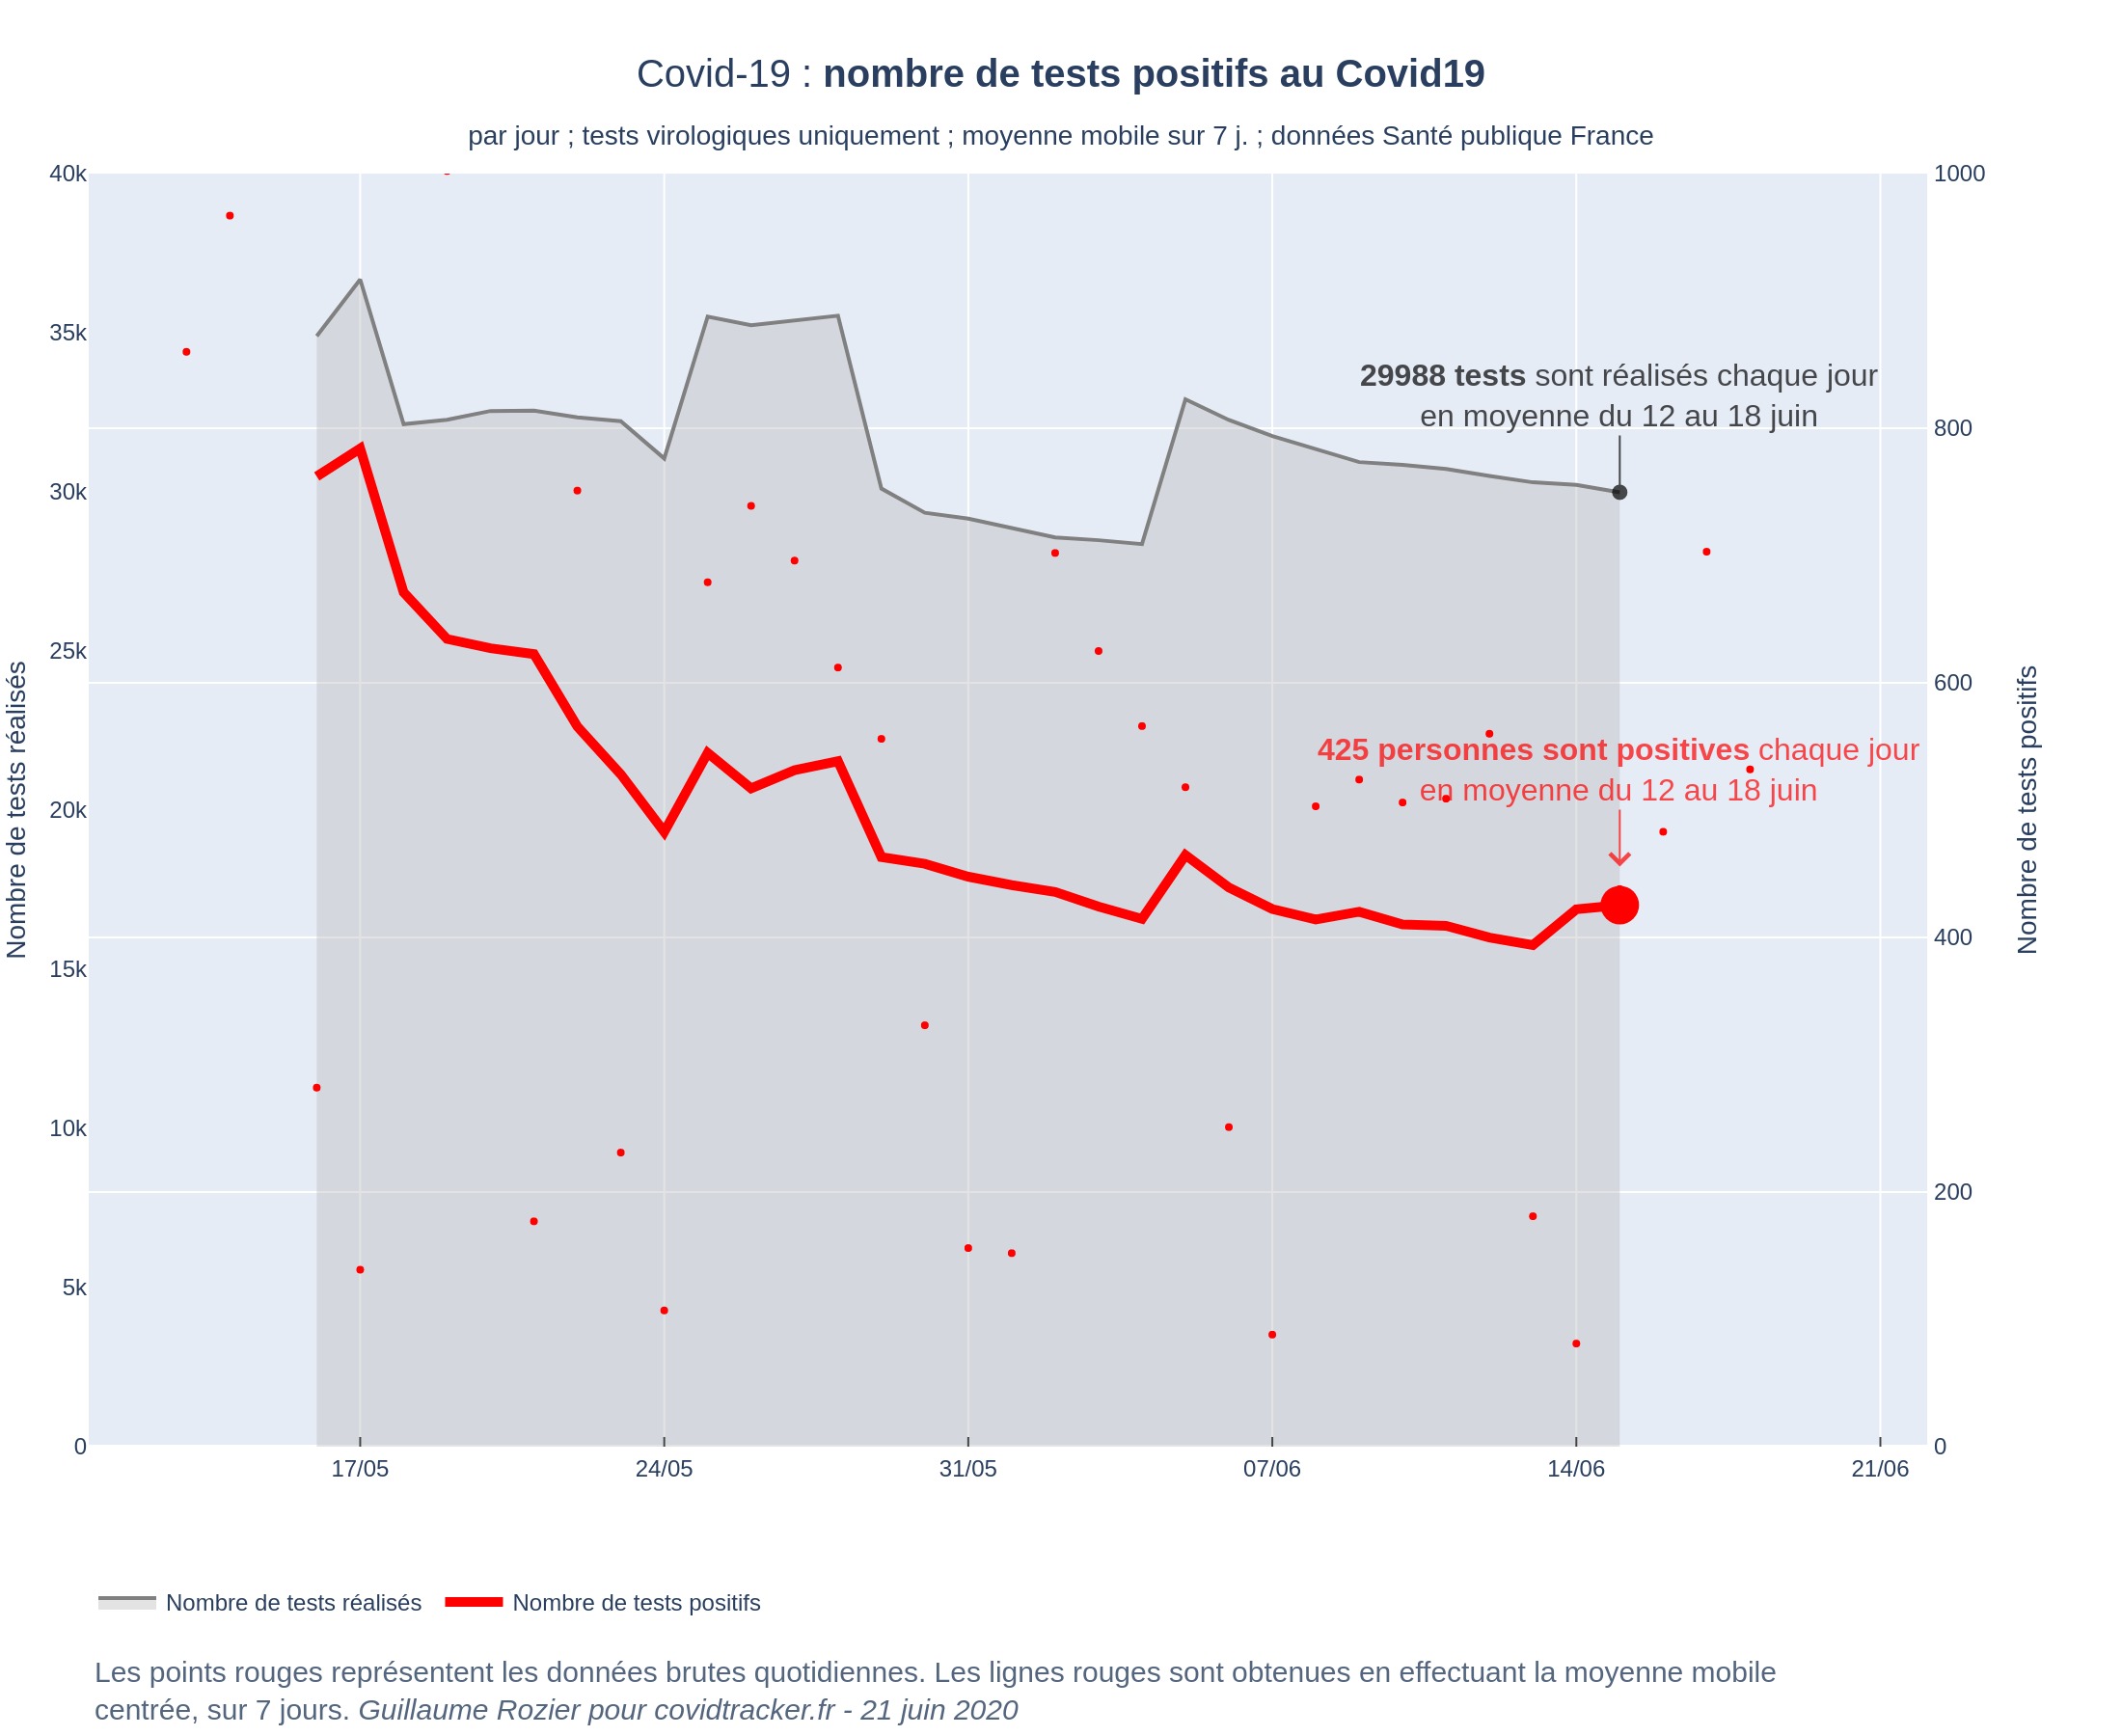 Covid-19 : nombre de tests positifs au Covid19
par jour ; tests virologiques uniquement ; moyenne mobile sur 7 j. ; données Santé publique France
40k
35k
30k
25k
20k
15k
10k
5k
0
Nombre de tests réalisés
1000
800
600
400
200
0
Nombre de tests positifs
29988 tests sont réalisés chaque jour
en moyenne du 12 au 18 juin
425 personnes sont positives chaque jour
en moyenne du 12 au 18 juin
17/05
24/05
31/05
07/06
14/06
21/06
Nombre de tests réalisés
Nombre de tests positifs
Les points rouges représentent les données brutes quotidiennes. Les lignes rouges sont obtenues en effectuant la moyenne mobile
centrée, sur 7 jours. Guillaume Rozier pour covidtracker.fr - 21 juin 2020